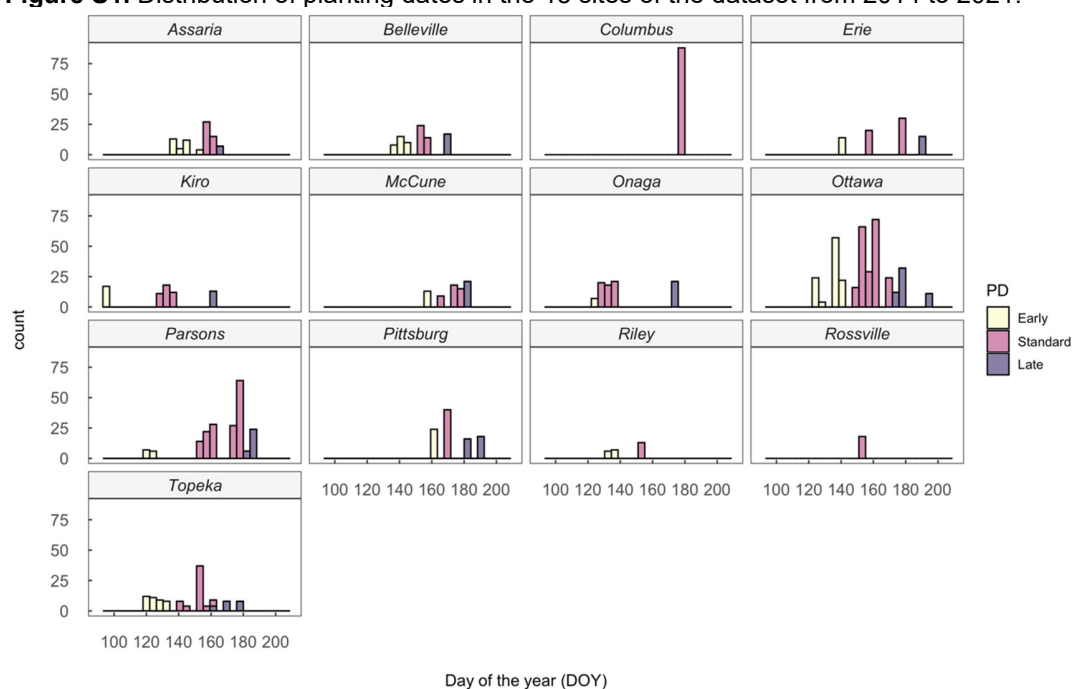 Figure Distribution of planting dates in the sites of the dataset from to
Assaria Belleville Columbus Erie
75
50
25
0
Kiro McCune Onaga Ottawa
75
50
25
0
PD
Early
Standard
Late
count
Parsons Pittsburg Riley Rossville
75
50
25
0
100 120 140 160 180 200 100 120 140 160 180 200 100 120 140 160 180 200
Topeka
75
50
25
0
100 120 140 160 180 200
Day of the year (DOY)